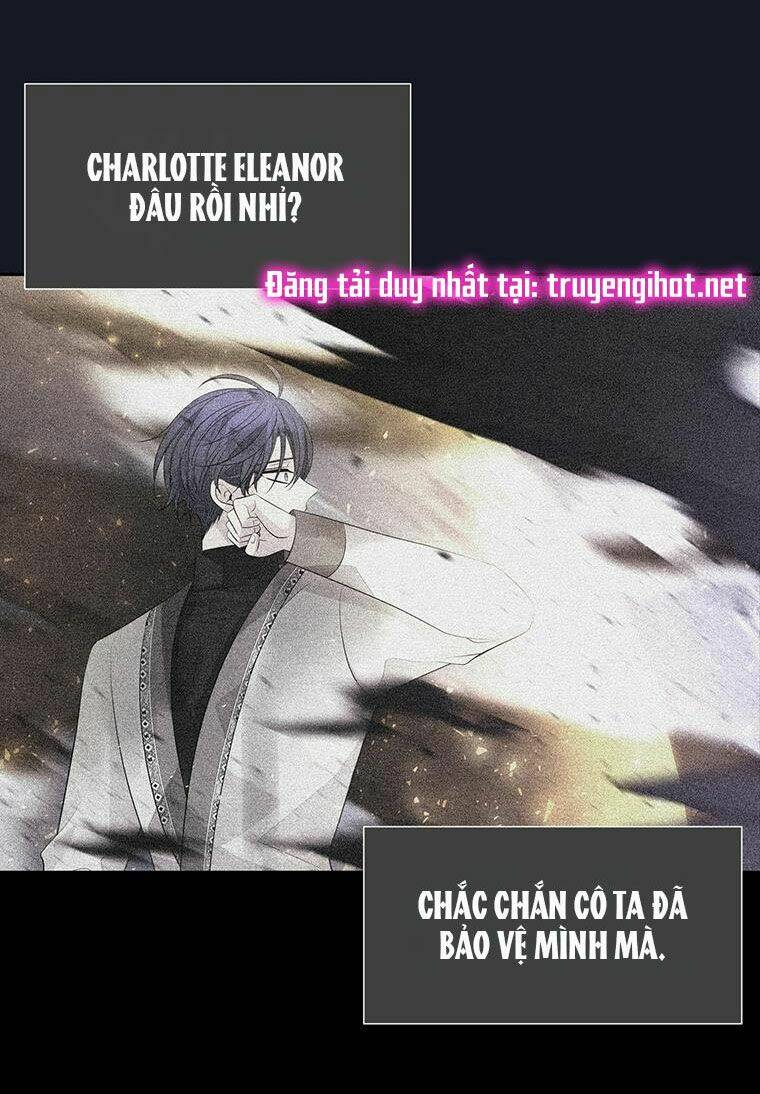 CHARLOTTE ELEANOR
ĐÂU RỒI NHỈ?
Đăng tải duy nhất tại: truyengihot.net
CHẮC CHẮN CÔ TA ĐÃ
BẢO VỆ MÌNH MÀ.